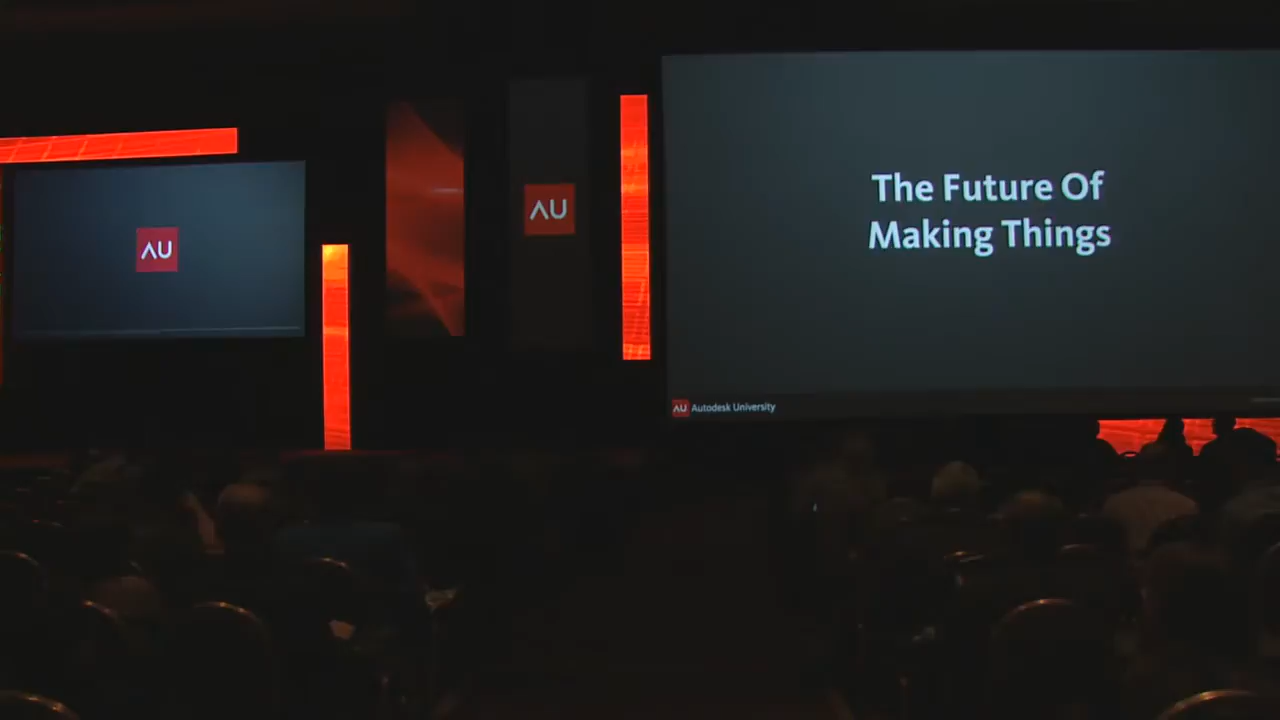 AU
AU
The Future Of
Making Things
AU Autodesk University